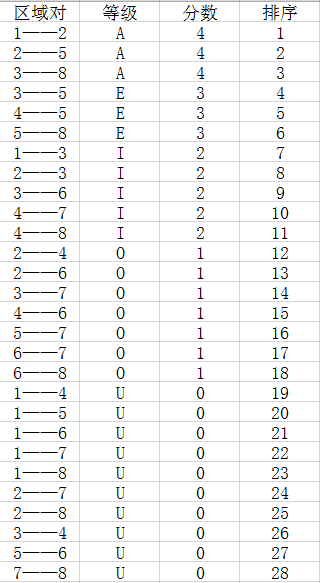 区域对 等级 分数 排序
1——2 A 4 1
2——5 A 4 2
3——8 A 4 3
3——5 E 3 4
4——5 E 3 5
5——8 E 3 6
1——3 I 2 7
2——3 I 2 8
3——6 I 2 9
4——7 I 2 10
4——8 I 2 11
2——4 O 1 12
2——6 O 1 13
3——7 O 1 14
4——6 O 1 15
5——7 O 1 16
6——7 O 1 17
6——8 O 1 18
1——4 U 0 19
1——5 U 0 20
1——6 U 0 21
1——7 U 0 22
1——8 U 0 23
2——7 U 0 24
2——8 U 0 25
3——4 U 0 26
5——6 U 0 27
7——8 U 0 28